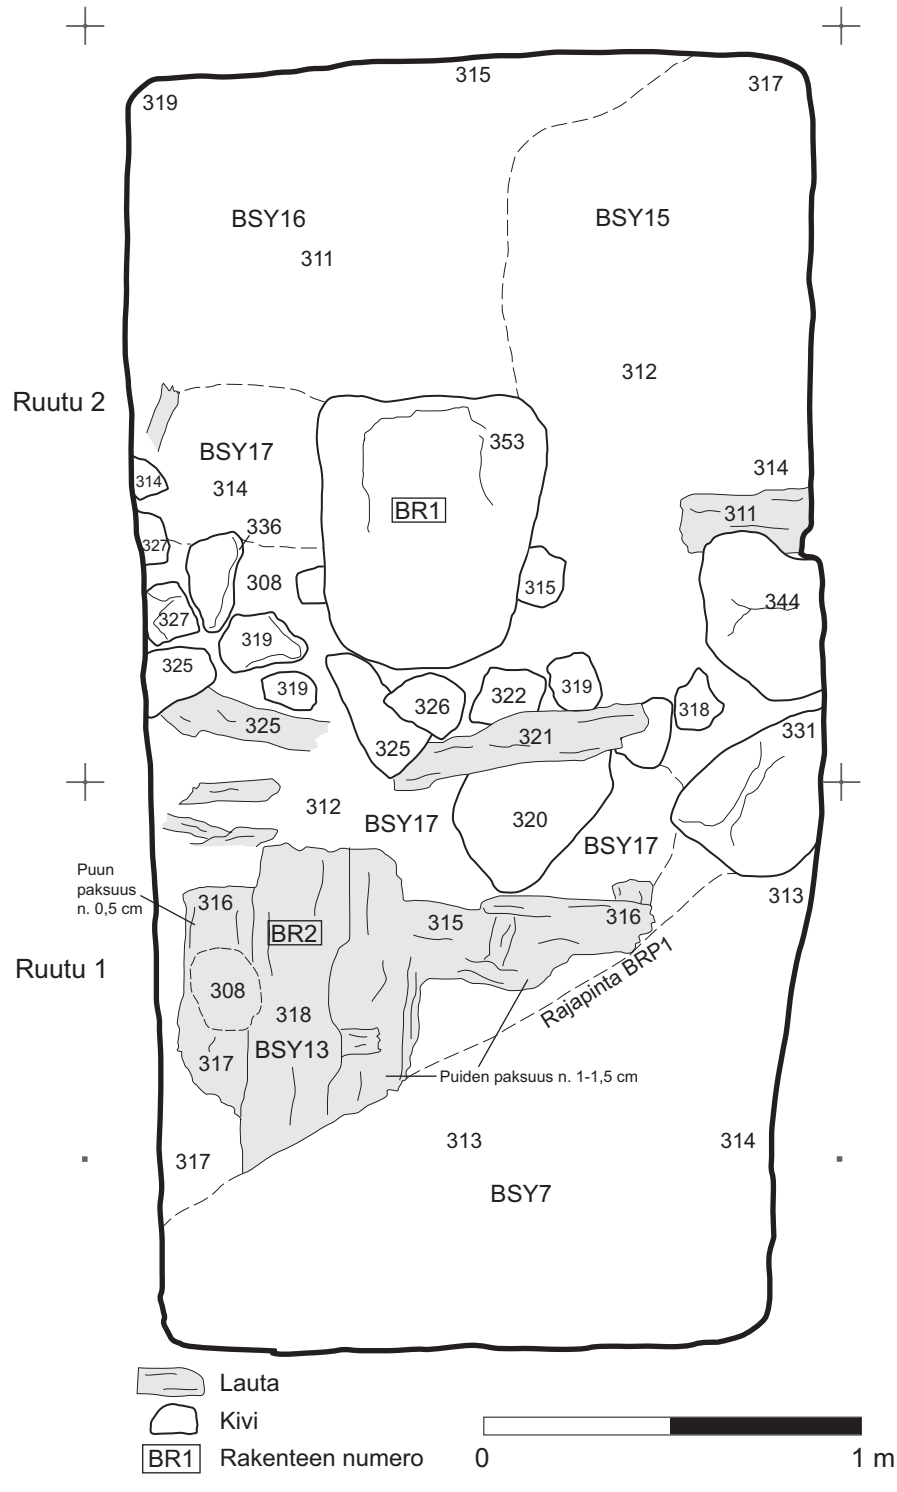 315
317
319
BSY16
BSY15
311
312
Ruutu 2
353
BSY17
314
314
314
BR1
311
336
327
308
315
344
327
319
325
319
326
322
319
318
325
325
321
331
312
BSY17
320
BSY17
Puun
paksuus
n. 0,5 cm
316
BR2
315
316
313
Ruutu 1
308
318
Rajapinta BRP1
BSY13
317
Puiden paksuus n. 1-1,5 cm
313
314
317
BSY7
Lauta
Kivi
BR1 Rakenteen numero
0 1 m